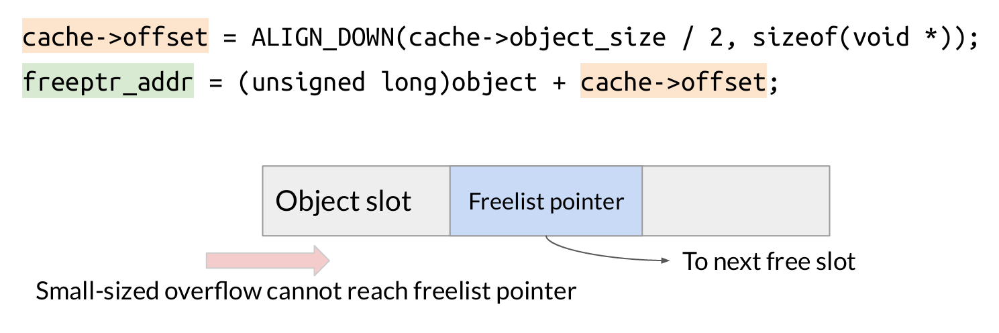 cache->offset = ALIGN_DOWN(cache->object_size / 2, sizeof(void *));
freeptr_addr = (unsigned long)object + cache->offset;
Object slot
Freelist pointer
To next free slot
Small-sized overflow cannot reach freelist pointer